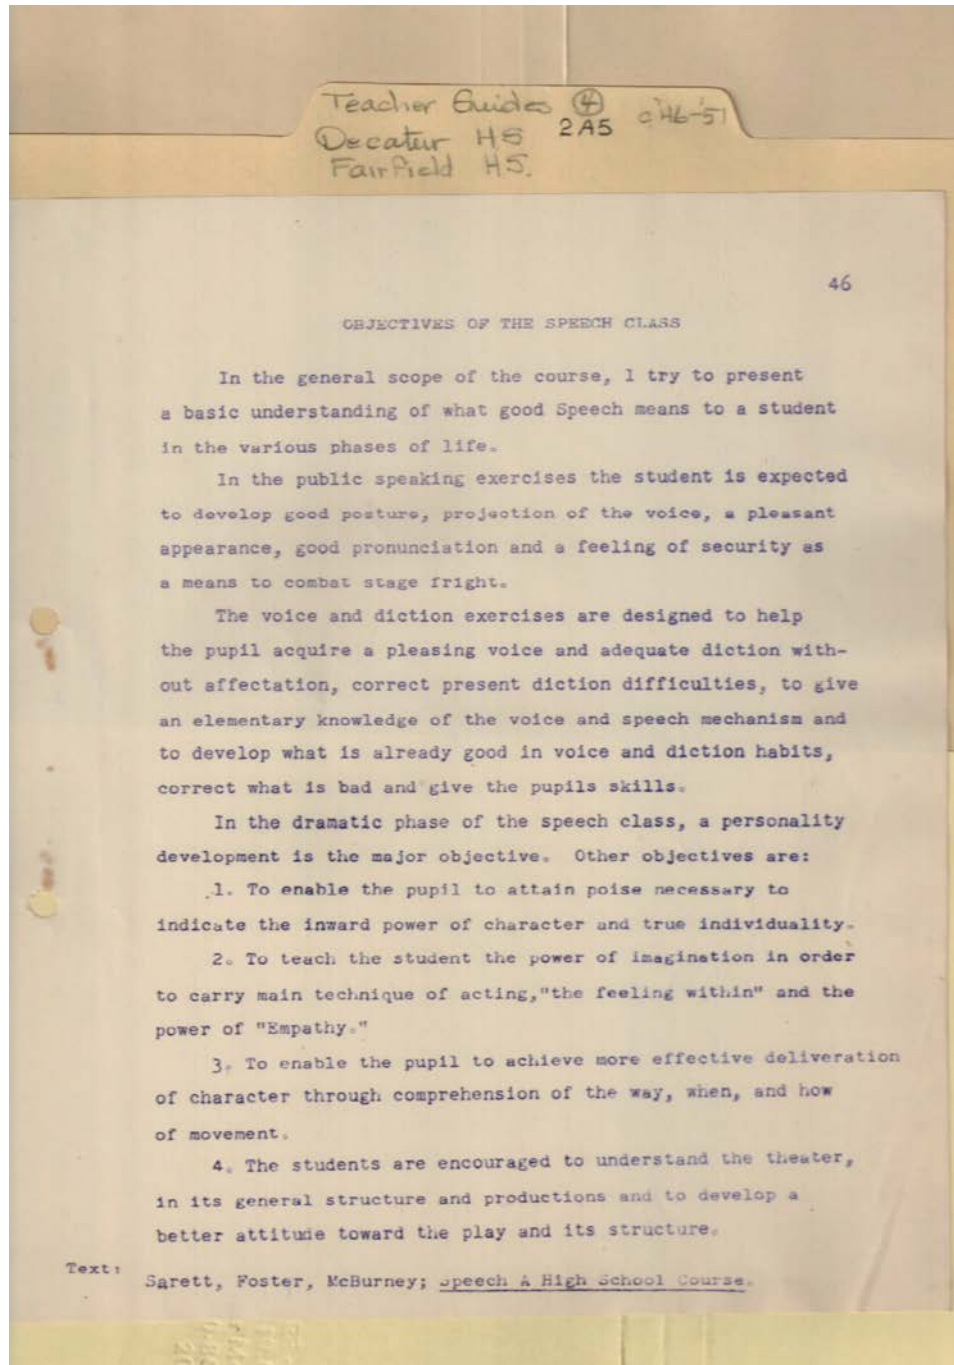 Teacher Guides ④ c'46-'51
Decatur HS 2A5
Fairfield HS.
46
OBJECTIVES OF THE SPEECH CLASS
In the general scope of the course, I try to present
a basic understanding of what good Speech means to a student
in the various phases of life.
In the public speaking exercises the student is expected
to develop good posture, projection of the voice, a pleasant
appearance, good pronunciation and a feeling of security as
a means to combat stage fright.
The voice and diction exercises are designed to help
the pupil acquire a pleasing voice and adequate diction with-
out affectation, correct present diction difficulties, to give
an elementary knowledge of the voice and speech mechanism and
to develop what is already good in voice and diction habits,
correct what is bad and give the pupils skills.
In the dramatic phase of the speech class, a personality
development is the major objective. Other objectives are:
1. To enable the pupil to attain poise necessary to
indicate the inward power of character and true individuality.
2. To teach the student the power of imagination in order
to carry main technique of acting,"the feeling within" and the
power of "Empathy."
3. To enable the pupil to achieve more effective deliveration
of character through comprehension of the way, when, and how
of movement.
4. The students are encouraged to understand the theater,
in its general structure and productions and to develop a
better attitude toward the play and its structure.
Text:
Sarett, Foster, McBurney; Speech A High School Course.